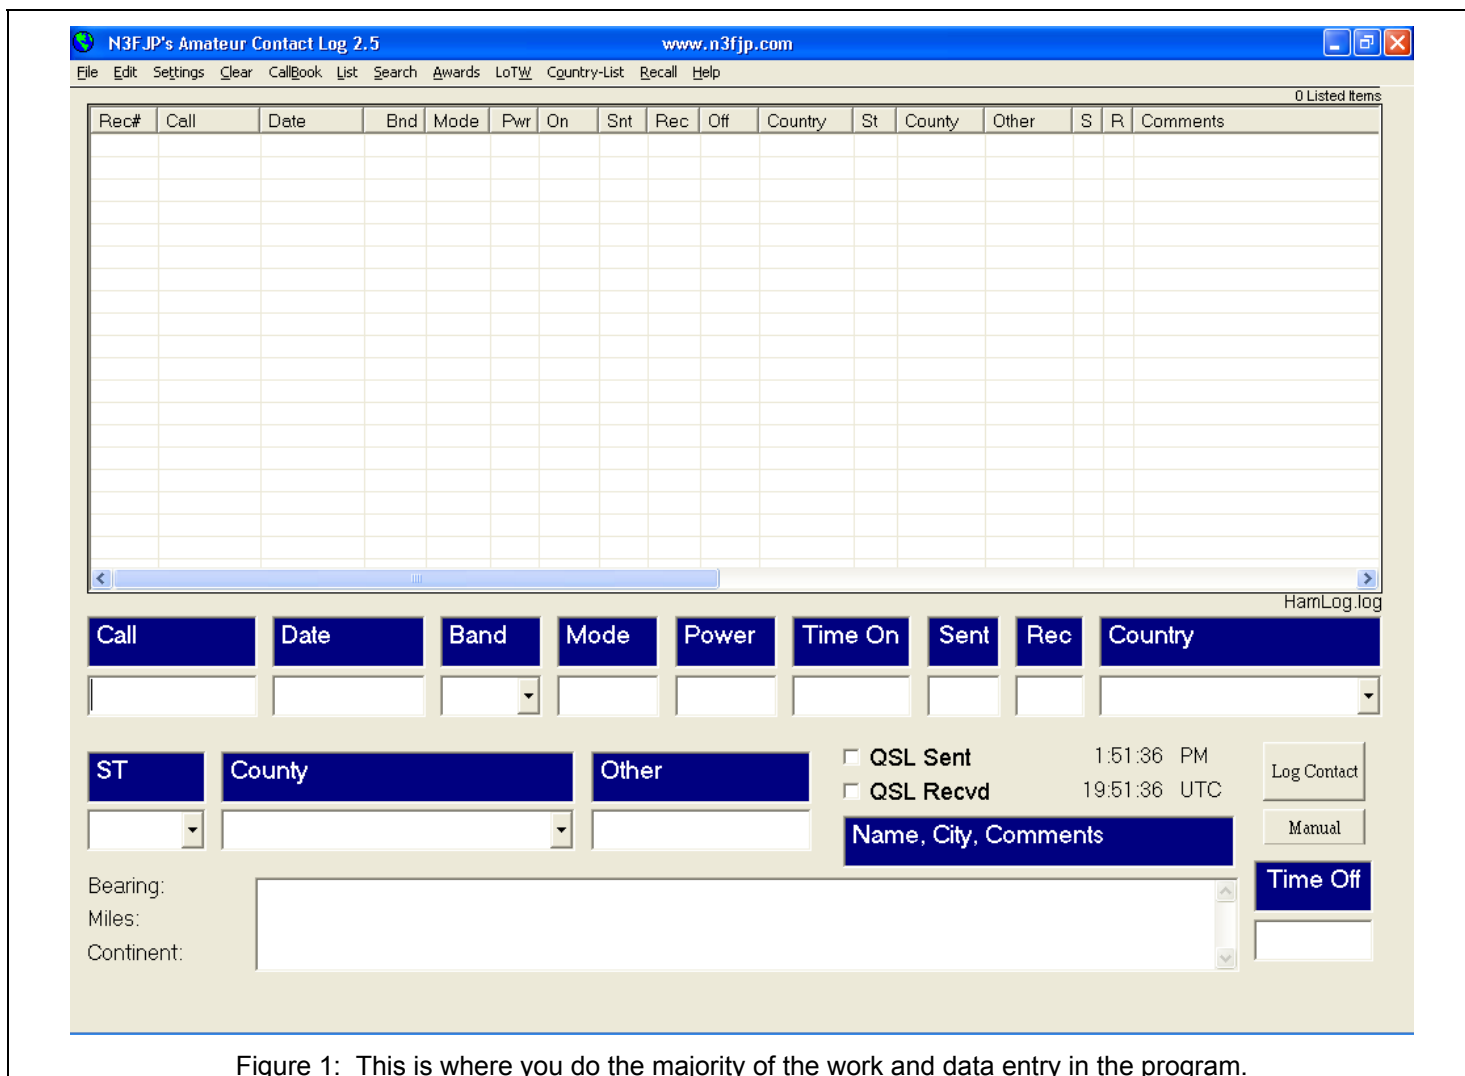 N3FJP's Amateur Contact Log 2.5 www.n3fjp.com
File Edit Settings Clear CallBook List Search Awards LoTW Country-List Recall Help
0 Listed Items
Rec# Call Date Bnd Mode Pwr On Snt Rec Off Country St County Other S R Comments
HamLog.log
Call Date Band Mode Power Time On Sent Rec Country
ST County Other
QSL Sent 1:51:36 PM
QSL Recvd 19:51:36 UTC
Log Contact
Manual
Name, City, Comments
Time Off
Bearing:
Miles:
Continent:
Figure 1: This is where you do the majority of the work and data entry in the program.